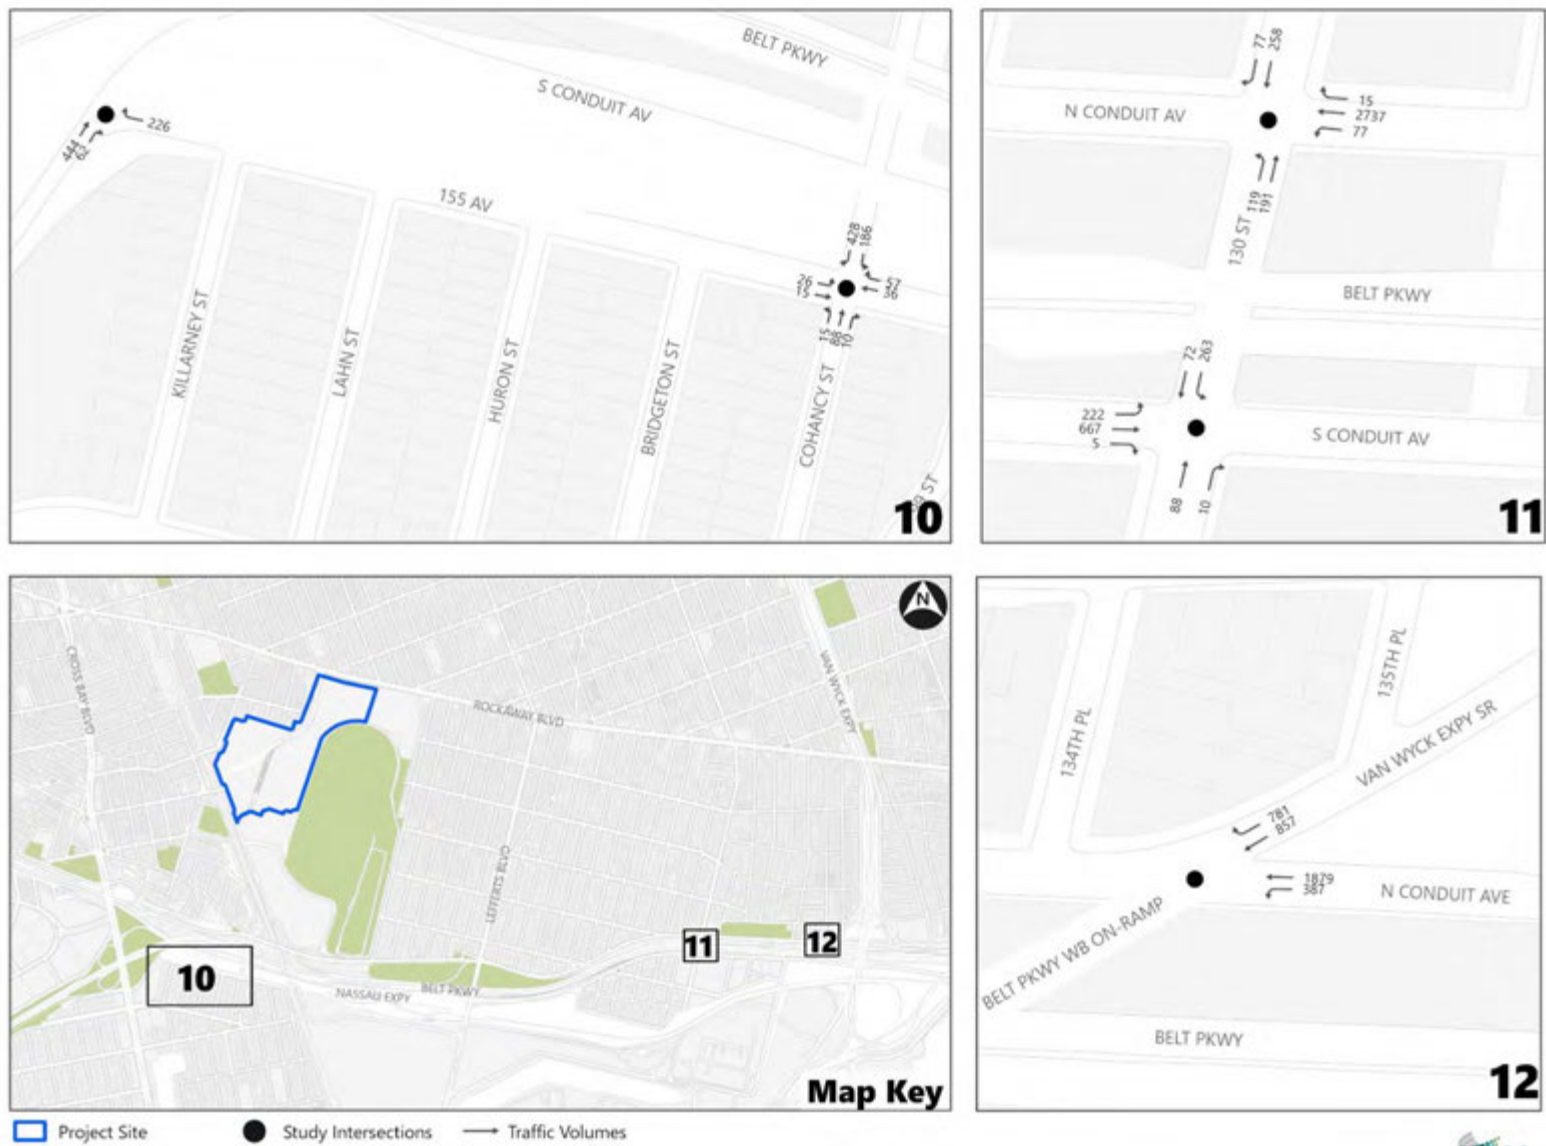 BELT PKWY
S CONDUIT AV
226
444
62
155 AV
428
186
26
15
57
36
15
88
10
KILLARNEY ST
LAHN ST
HURON ST
BRIDGETON ST
COHANCY ST
ST
10
77
258
N CONDUIT AV
15
2737
77
119
191
130 ST
BELT PKWY
72
263
222
667
5
S CONDUIT AV
88
10
11
N
CROSS BAY BLVD
VAN WYCK EXPY
ROCKAWAY BLVD
LEFFERTS BLVD
10
11
12
NASSAU EXPY
BELT PKWY
Map Key
134TH PL
135TH PL
VAN WYCK EXPY SR
781
857
1879
387
N CONDUIT AVE
BELT PKWY WB ON-RAMP
BELT PKWY
12
Project Site
Study Intersections
Traffic Volumes